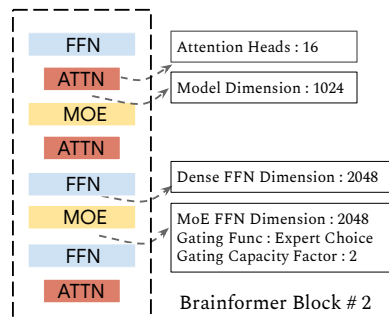 FFN
ATTN
MOE
ATTN
FFN
MOE
FFN
ATTN
Attention Heads : 16
Model Dimension : 1024
Dense FFN Dimension : 2048
MoE FFN Dimension : 2048
Gating Func : Expert Choice
Gating Capacity Factor : 2
Brainformer Block # 2